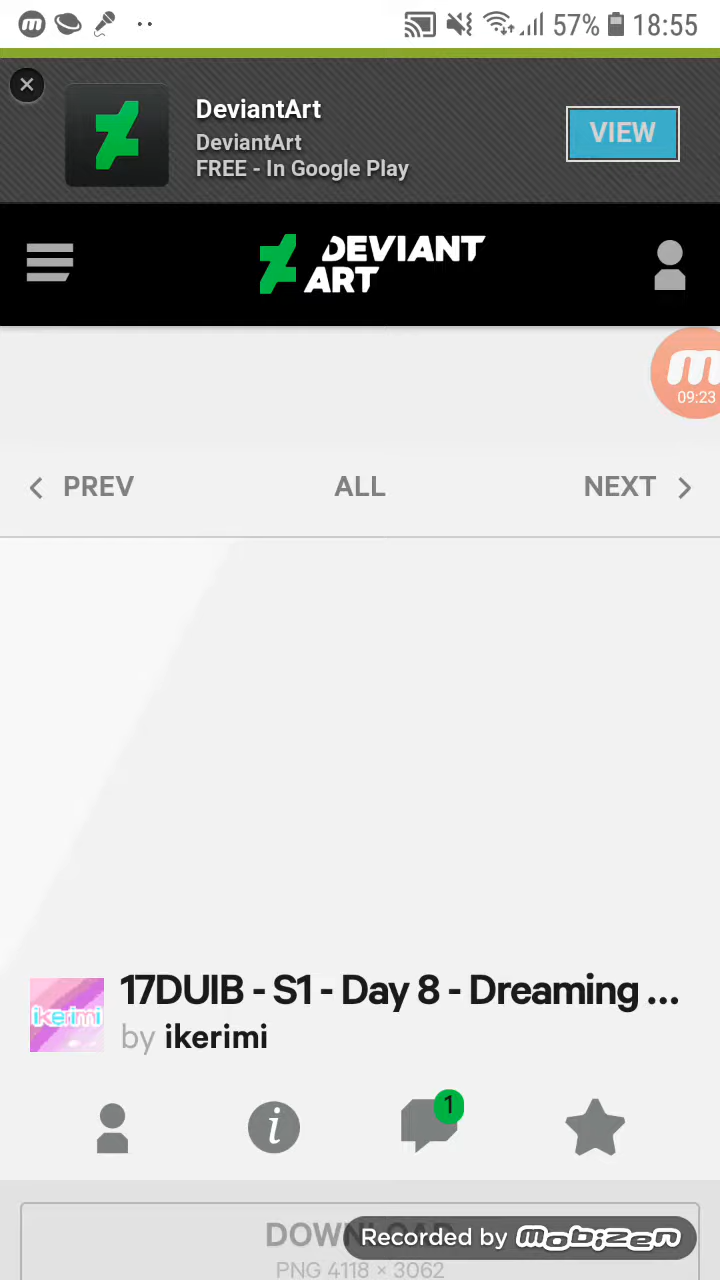 57% 18:55
DeviantArt
DeviantArt
FREE - In Google Play
VIEW
DEVIANT
ART
09:23
PREV ALL NEXT
17DUIB - S1 - Day 8 - Dreaming ...
ikerimi
by ikerimi
1
DOWNLOAD
Recorded by mobizen
PNG 4118 × 3062